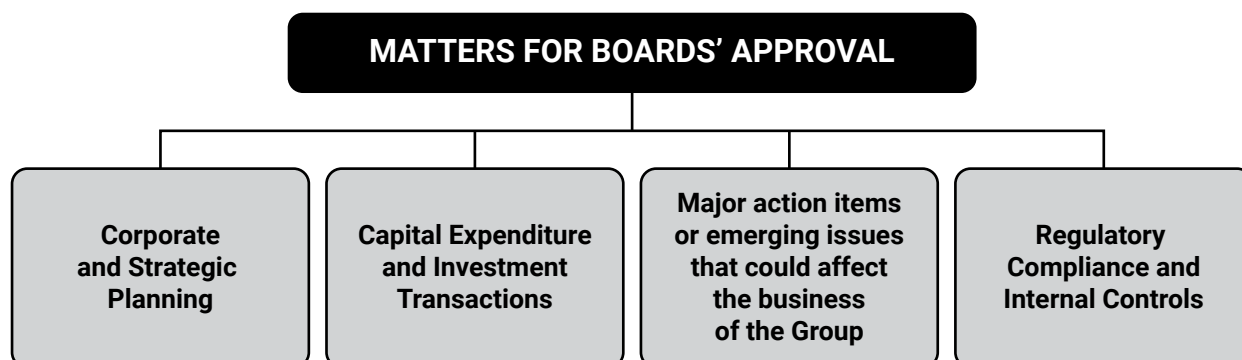 MATTERS FOR BOARDS’ APPROVAL
Corporate
and Strategic
Planning
Capital Expenditure
and Investment
Transactions
Major action items
or emerging issues
that could affect
the business
of the Group
Regulatory
Compliance and
Internal Controls